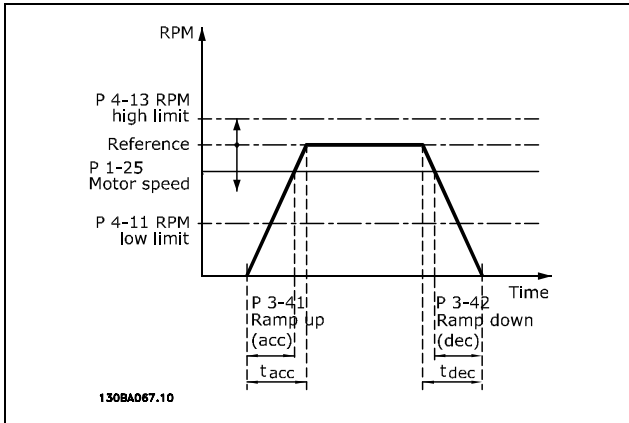 RPM
P 4-13 RPM
high limit
Reference
P 1-25
Motor speed
P 4-11 RPM
low limit
Time
P 3-41
Ramp up
(acc)
P 3-42
Ramp down
(dec)
tacc
tdec
130BA067.10